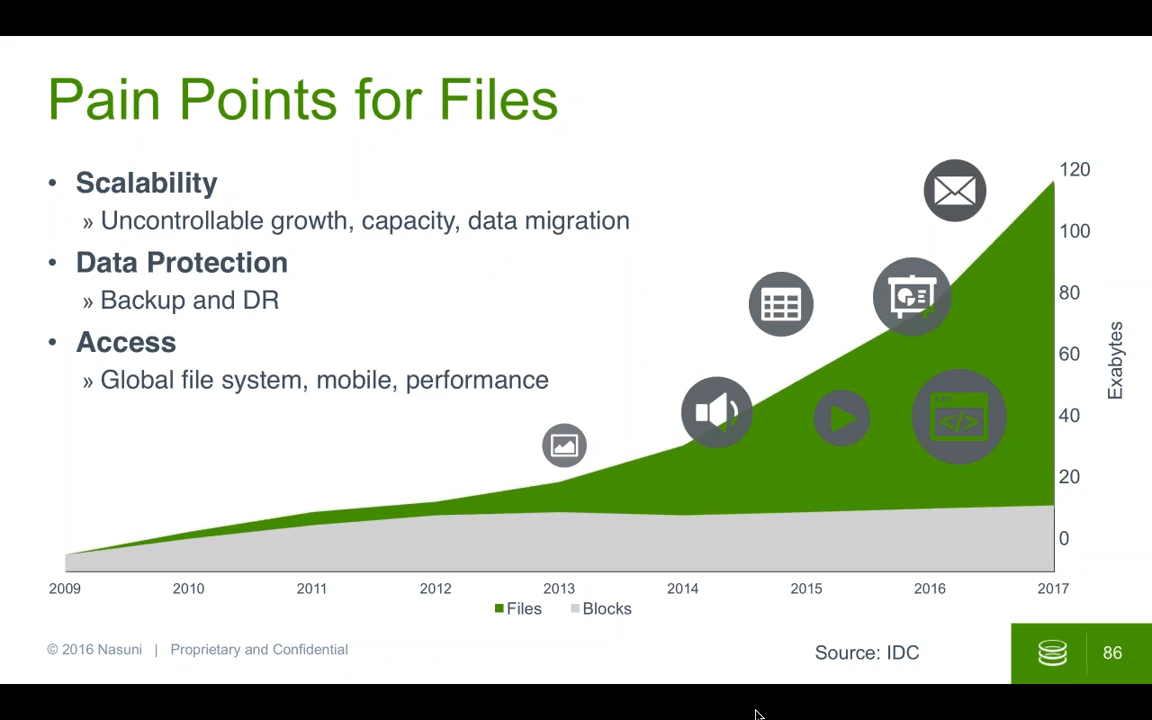 Pain Points for Files
• Scalability
» Uncontrollable growth, capacity, data migration
• Data Protection
» Backup and DR
• Access
» Global file system, mobile, performance
120
100
80
60
40
20
0
Exabytes
</>
2009 2010 2011 2012 2013 2014 2015 2016 2017
Files Blocks
© 2016 Nasuni | Proprietary and Confidential
Source: IDC
86